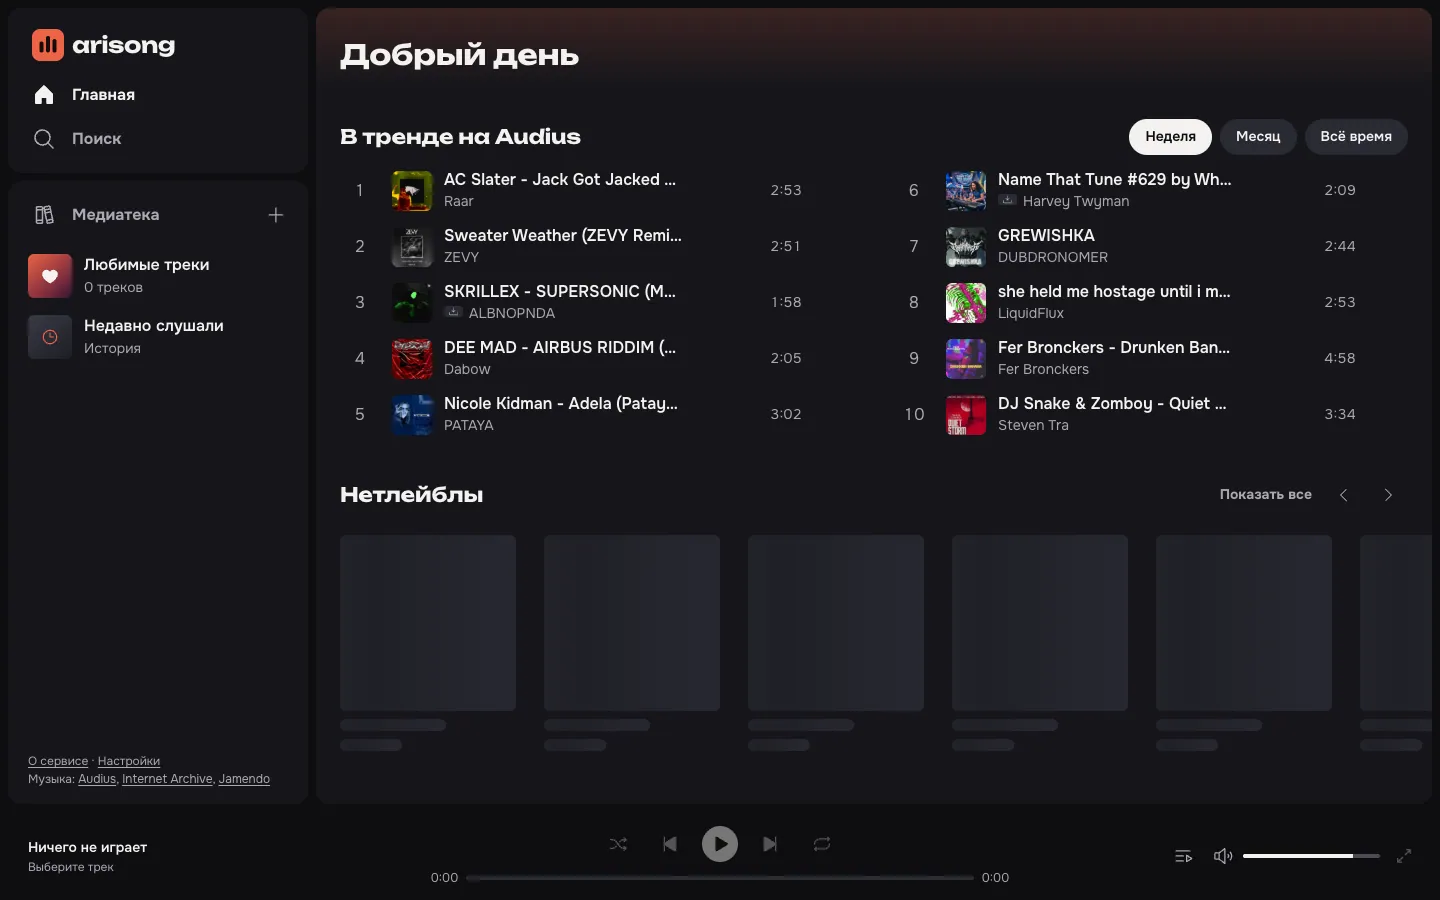 arisong
Главная
Поиск
Медиатека
Любимые треки
0 треков
Недавно слушали
История
О сервисе · Настройки
Музыка: Audius, Internet Archive, Jamendo
Добрый день
В тренде на Audius
Неделя
Месяц
Всё время
1
AC Slater - Jack Got Jacked ...
Raar
2:53
2
Sweater Weather (ZEVY Remi...
ZEVY
2:51
3
SKRILLEX - SUPERSONIC (M...
ALBNOPNDA
1:58
4
DEE MAD - AIRBUS RIDDIM (...
Dabow
2:05
5
Nicole Kidman - Adela (Patay...
PATAYA
3:02
6
Name That Tune #629 by Wh...
Harvey Twyman
2:09
7
GREWISHKA
DUBDRONOMER
2:44
8
she held me hostage until i m...
LiquidFlux
2:53
9
Fer Bronckers - Drunken Ban...
Fer Bronckers
4:58
10
DJ Snake & Zomboy - Quiet ...
Steven Tra
3:34
Нетлейблы
Показать все
Ничего не играет
Выберите трек
0:00
0:00